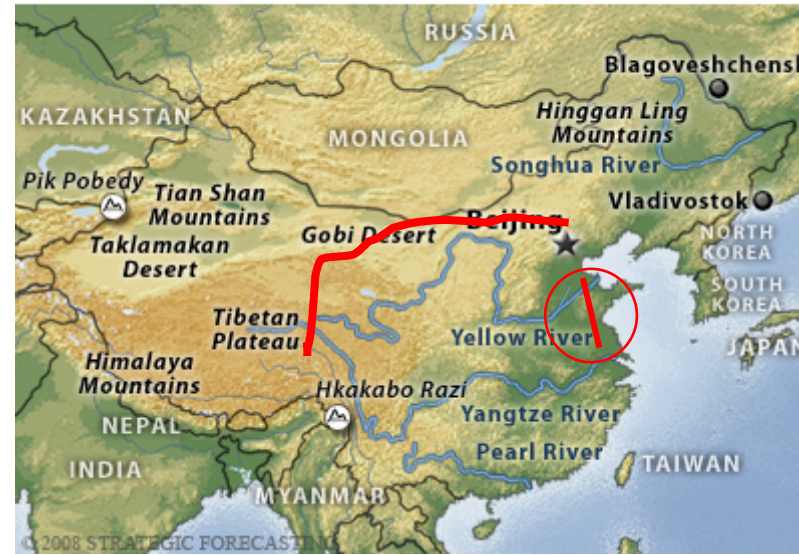 RUSSIA
Blagoveshchensk
KAZAKHSTAN
Hinggan Ling
Mountains
MONGOLIA
Songhua River
Pik Pobedy
Tian Shan
Mountains
Vladivostok
Beijing
Gobi Desert
NORTH
KOREA
Taklamakan
Desert
SOUTH
KOREA
Tibetan
Plateau
Yellow River
JAPAN
Himalaya
Mountains
Hkakabo Razi
NEPAL
Yangtze River
Pearl River
INDIA
TAIWAN
MYANMAR
© 2008 STRATEGIC FORECASTING